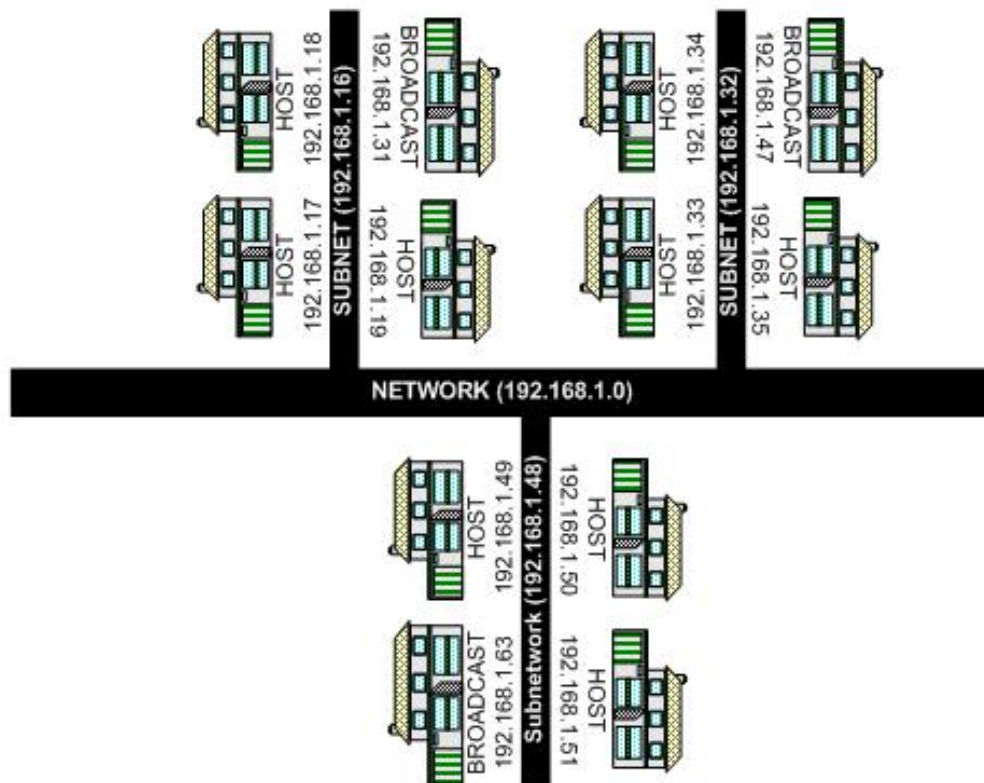 HOST
192.168.1.18
SUBNET (192.168.1.16)
BROADCAST
192.168.1.31
HOST
192.168.1.34
SUBNET (192.168.1.32)
BROADCAST
192.168.1.47
HOST
192.168.1.17
HOST
192.168.1.19
HOST
192.168.1.33
HOST
192.168.1.35
NETWORK (192.168.1.0)
HOST
192.168.1.49
Subnetwork (192.168.1.48)
HOST
192.168.1.50
BROADCAST
192.168.1.63
HOST
192.168.1.51